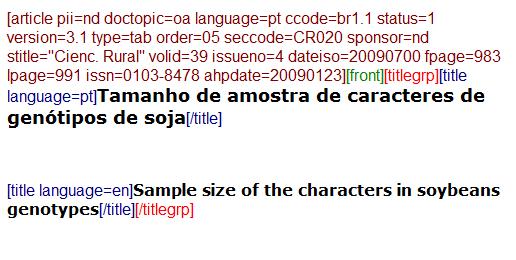 [article pii=nd doctopic=oa language=pt ccode=br1.1 status=1
version=3.1 type=tab order=05 seccode=CR020 sponsor=nd
stitle="Cienc. Rural" volid=39 issueno=4 dateiso=20090700 fpage=983
lpage=991 issn=0103-8478 ahpdate=20090123][front][titlegrp][title
language=pt]Tamanho de amostra de caracteres de
genótipos de soja[/title]
[title language=en]Sample size of the characters in soybeans
genotypes[/title][/titlegrp]